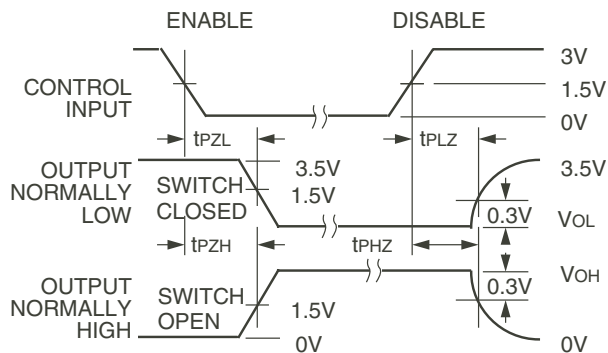 ENABLE DISABLE
CONTROL
INPUT
3V
1.5V
0V
tPZL tPLZ
OUTPUT
NORMALLY
LOW
SWITCH
CLOSED
3.5V
1.5V
3.5V
0.3V
VOL
tPZH tPHZ
OUTPUT
NORMALLY
HIGH
SWITCH
OPEN
1.5V
0V
VOH
0.3V
0V